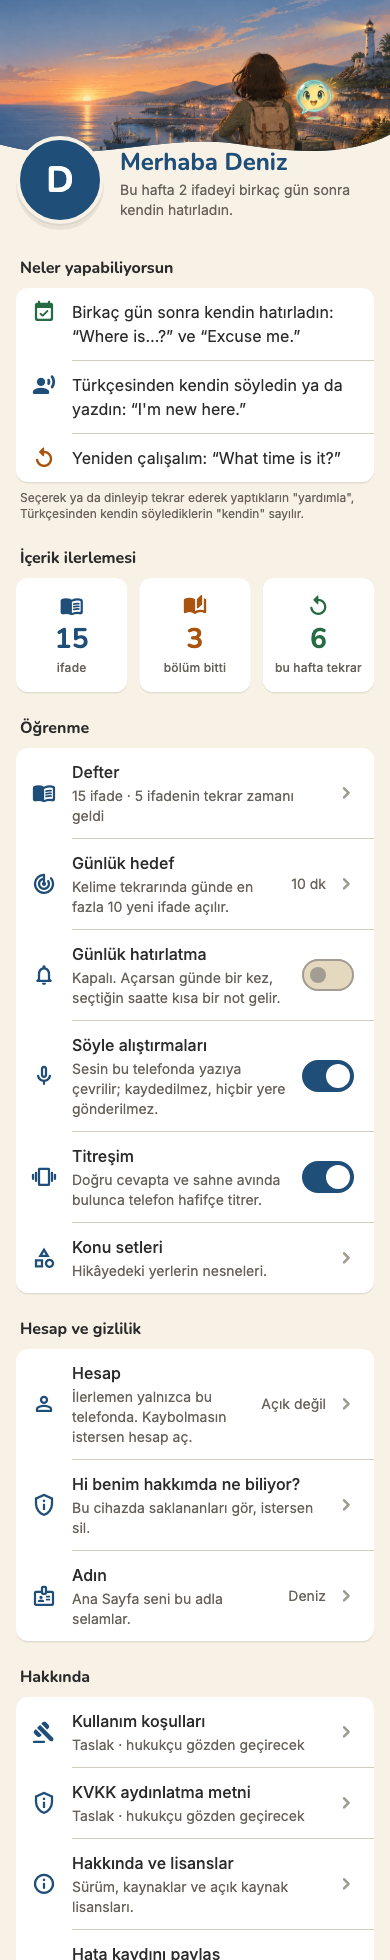 D
Merhaba Deniz
Bu hafta 2 ifadeyi birkaç gün sonra
kendin hatırladın.
Neler yapabiliyorsun
Birkaç gün sonra kendin hatırladın:
“Where is...?” ve “Excuse me.”
Türkçesinden kendin söyledin ya da
yazdın: “I'm new here.”
Yeniden çalışalım: “What time is it?”
Seçerek ya da dinleyip tekrar ederek yaptıkların "yardımla",
Türkçesinden kendin söylediklerin "kendin" sayılır.
İçerik ilerlemesi
15
ifade
3
bölüm bitti
6
bu hafta tekrar
Öğrenme
Defter
15 ifade · 5 ifadenin tekrar zamanı
geldi
Günlük hedef
Kelime tekrarında günde en
fazla 10 yeni ifade açılır.
10 dk
Günlük hatırlatma
Kapalı. Açarsan günde bir kez,
seçtiğin saatte kısa bir not gelir.
Söyle alıştırmaları
Sesin bu telefonda yazıya
çevrilir; kaydedilmez, hiçbir yere
gönderilmez.
Titreşim
Doğru cevapta ve sahne avında
bulunca telefon hafifçe titrer.
Konu setleri
Hikâyedeki yerlerin nesneleri.
Hesap ve gizlilik
Hesap
İlerlemen yalnızca bu
telefonda. Kaybolmasın
istersen hesap aç.
Açık değil
Hi benim hakkımda ne biliyor?
Bu cihazda saklananları gör, istersen
sil.
Adın
Ana Sayfa seni bu adla
selamlar.
Deniz
Hakkında
Kullanım koşulları
Taslak · hukukçu gözden geçirecek
KVKK aydınlatma metni
Taslak · hukukçu gözden geçirecek
Hakkında ve lisanslar
Sürüm, kaynaklar ve açık kaynak
lisansları.
Hata kaydını paylaş